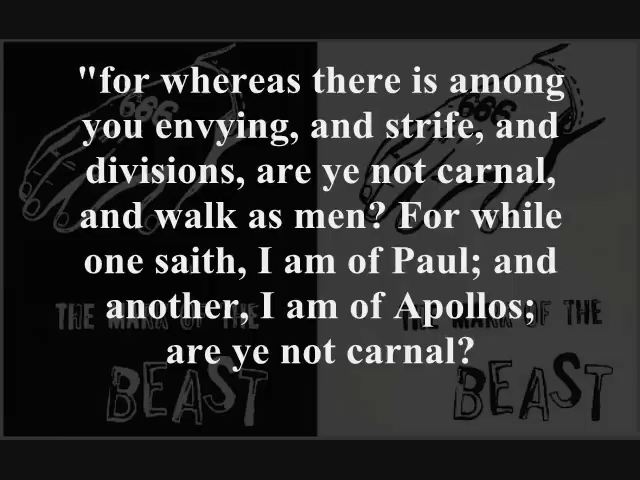 "for whereas there is among
you envying, and strife, and
divisions, are ye not carnal,
and walk as men? For while
one saith, I am of Paul; and
another, I am of Apollos;
are ye not carnal?
666
666
THE MARK OF THE
BEAST
THE MARK OF THE
BEAST